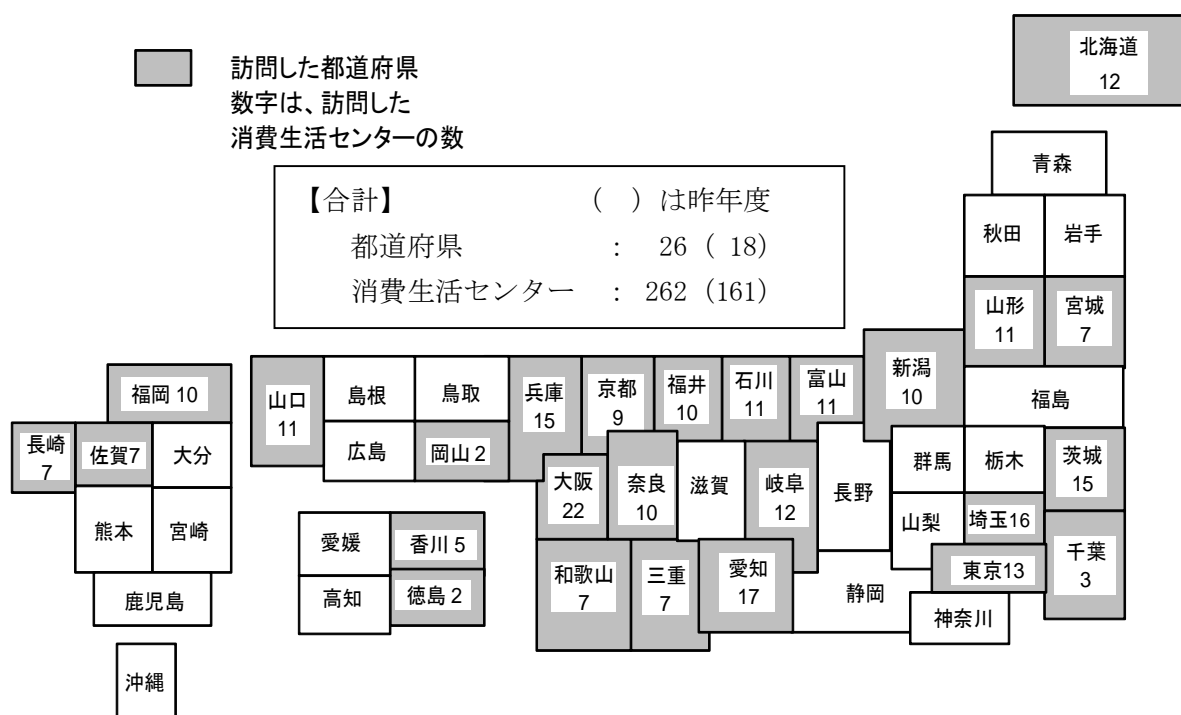 訪問した都道府県
数字は、訪問した
消費生活センターの数
【合計】 (　)は昨年度
都道府県 : 26 ( 18)
消費生活センター : 262 (161)
北海道
12
青森
秋田
岩手
山形
11
宮城
7
福島
新潟
10
富山
11
石川
11
福井
10
京都
9
兵庫
15
鳥取
島根
山口
11
広島
岡山 2
福岡 10
長崎
7
佐賀7
大分
熊本
宮崎
鹿児島
沖縄
愛媛
香川 5
高知
徳島 2
大阪
22
奈良
10
滋賀
岐阜
12
長野
群馬
栃木
茨城
15
山梨
埼玉16
東京13
千葉
3
和歌山
7
三重
7
愛知
17
静岡
神奈川